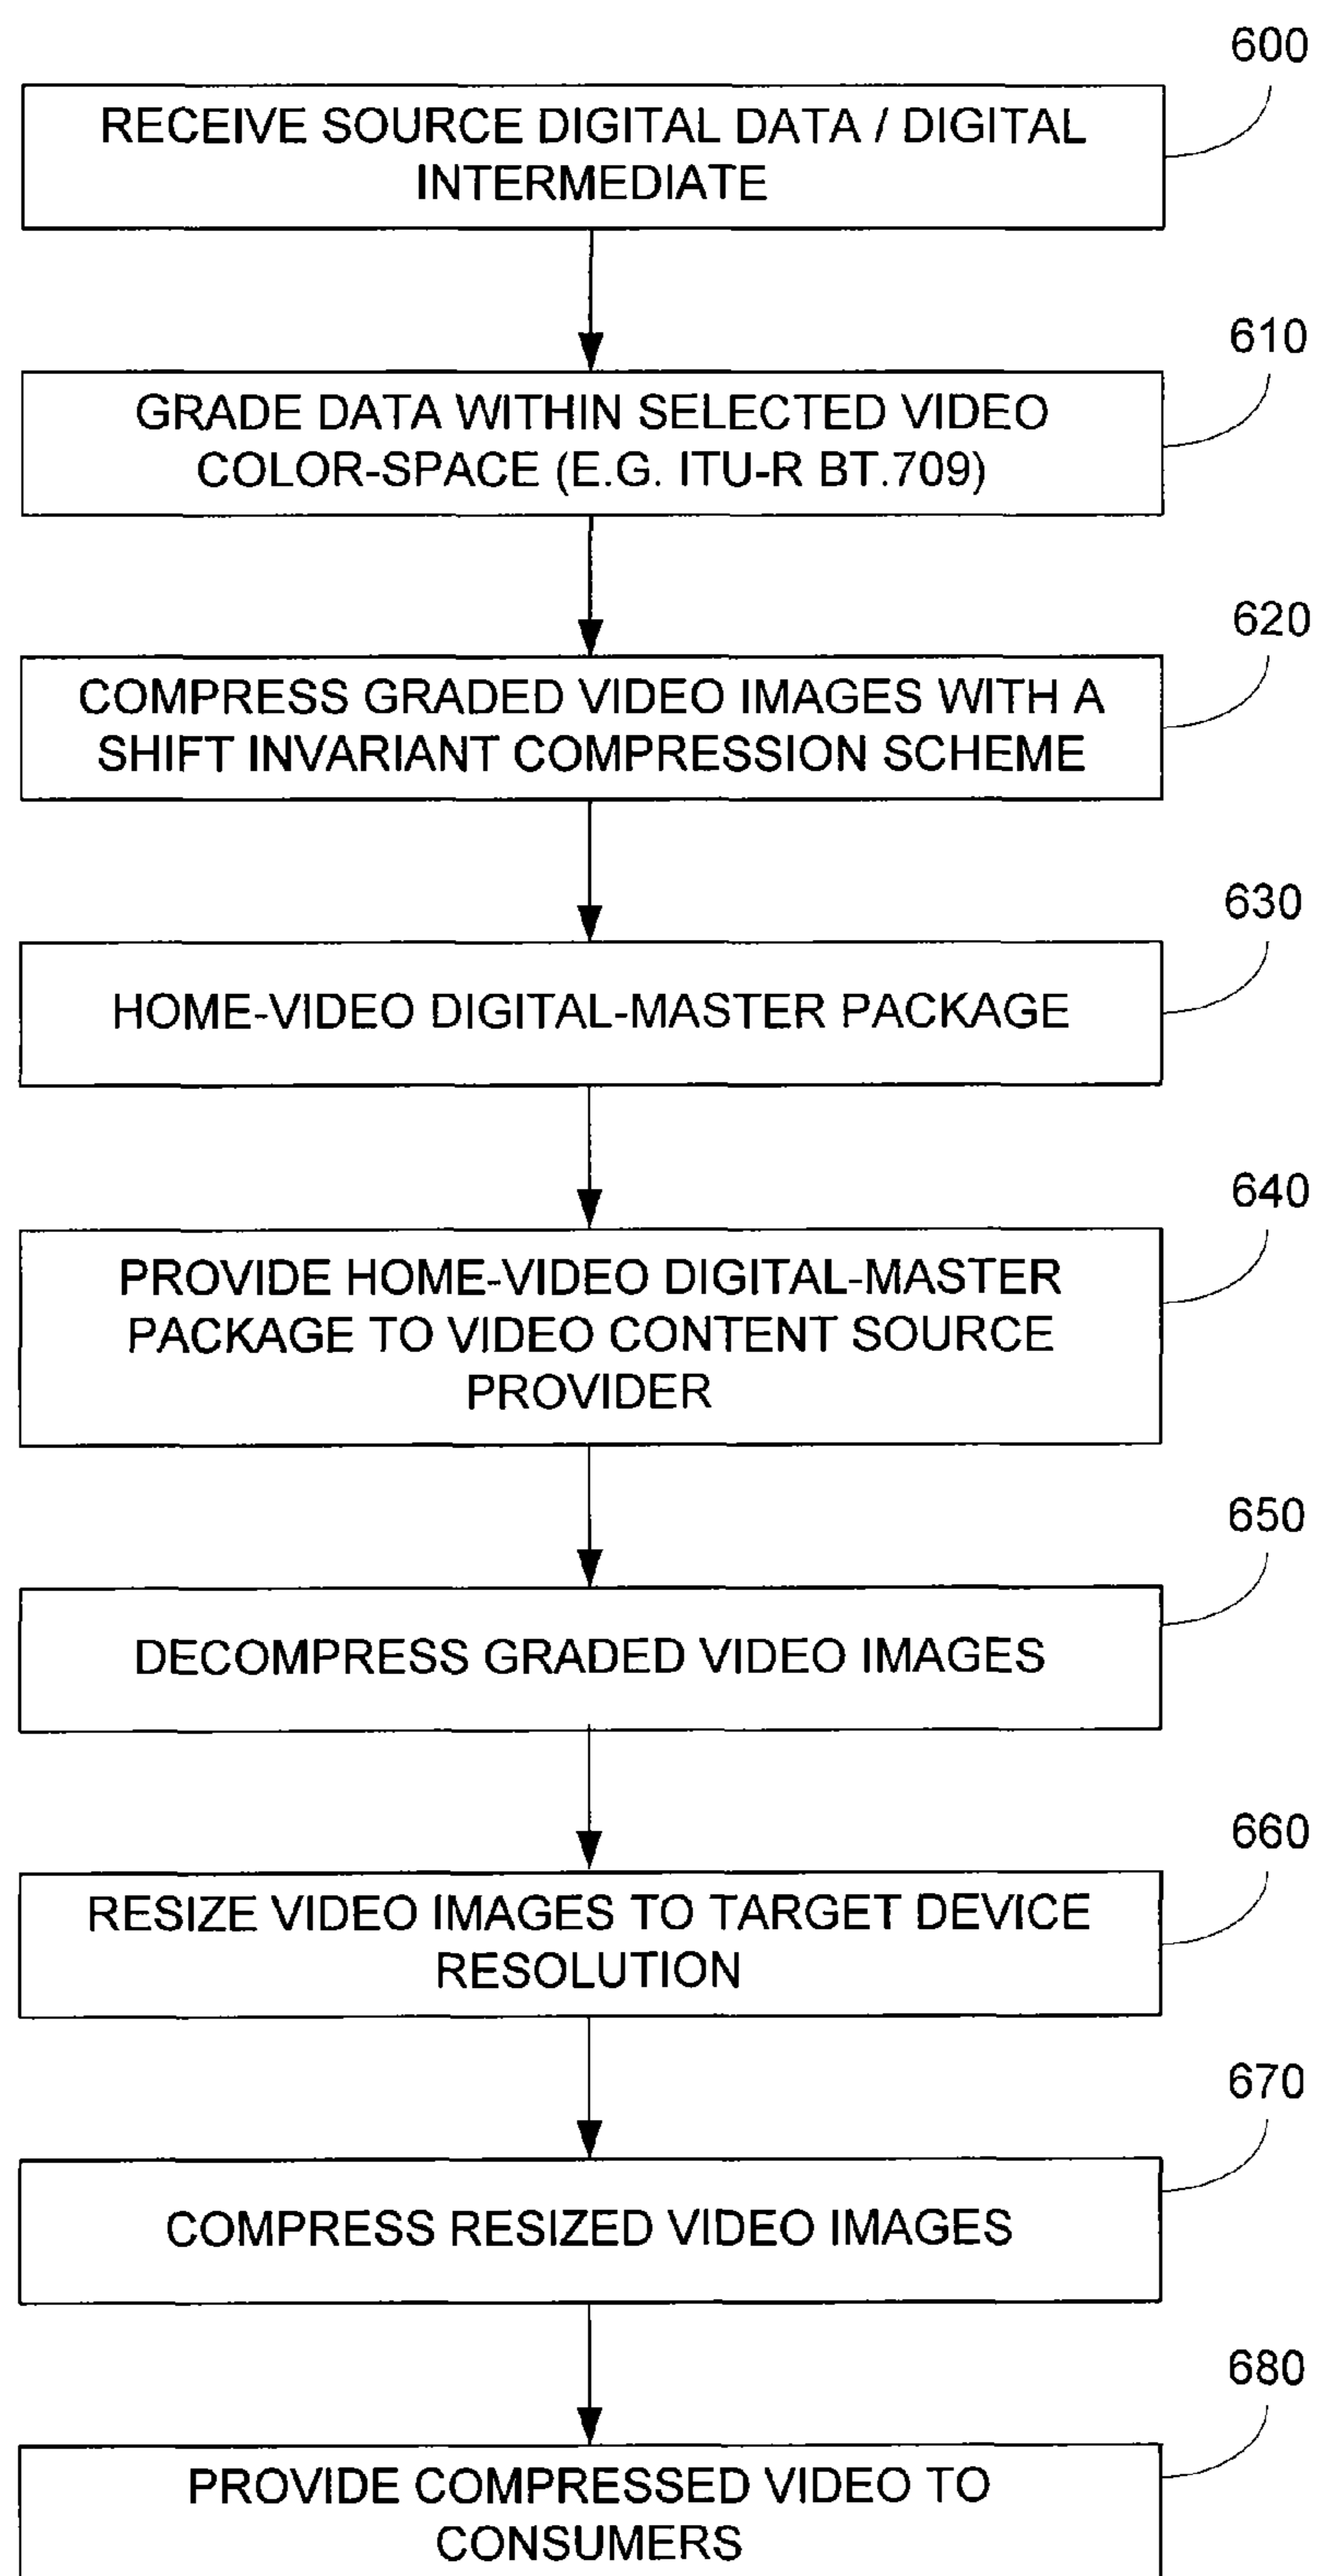 600
RECEIVE SOURCE DIGITAL DATA / DIGITAL
INTERMEDIATE
610
GRADE DATA WITHIN SELECTED VIDEO
COLOR-SPACE (E.G. ITU-R BT.709)
620
COMPRESS GRADED VIDEO IMAGES WITH A
SHIFT INVARIANT COMPRESSION SCHEME
630
HOME-VIDEO DIGITAL-MASTER PACKAGE
640
PROVIDE HOME-VIDEO DIGITAL-MASTER
PACKAGE TO VIDEO CONTENT SOURCE
PROVIDER
650
DECOMPRESS GRADED VIDEO IMAGES
660
RESIZE VIDEO IMAGES TO TARGET DEVICE
RESOLUTION
670
COMPRESS RESIZED VIDEO IMAGES
680
PROVIDE COMPRESSED VIDEO TO
CONSUMERS